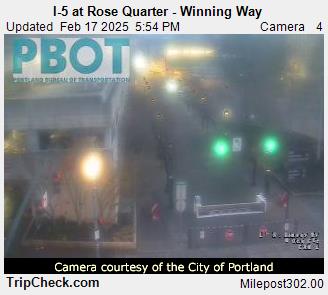 I-5 at Rose Quarter - Winning Way
Updated Feb 17 2025 5:54 PM Camera 4
PBOT
PORTLAND BUREAU OF TRANSPORTATION
Camera courtesy of the City of Portland
TripCheck.com Milepost302.00